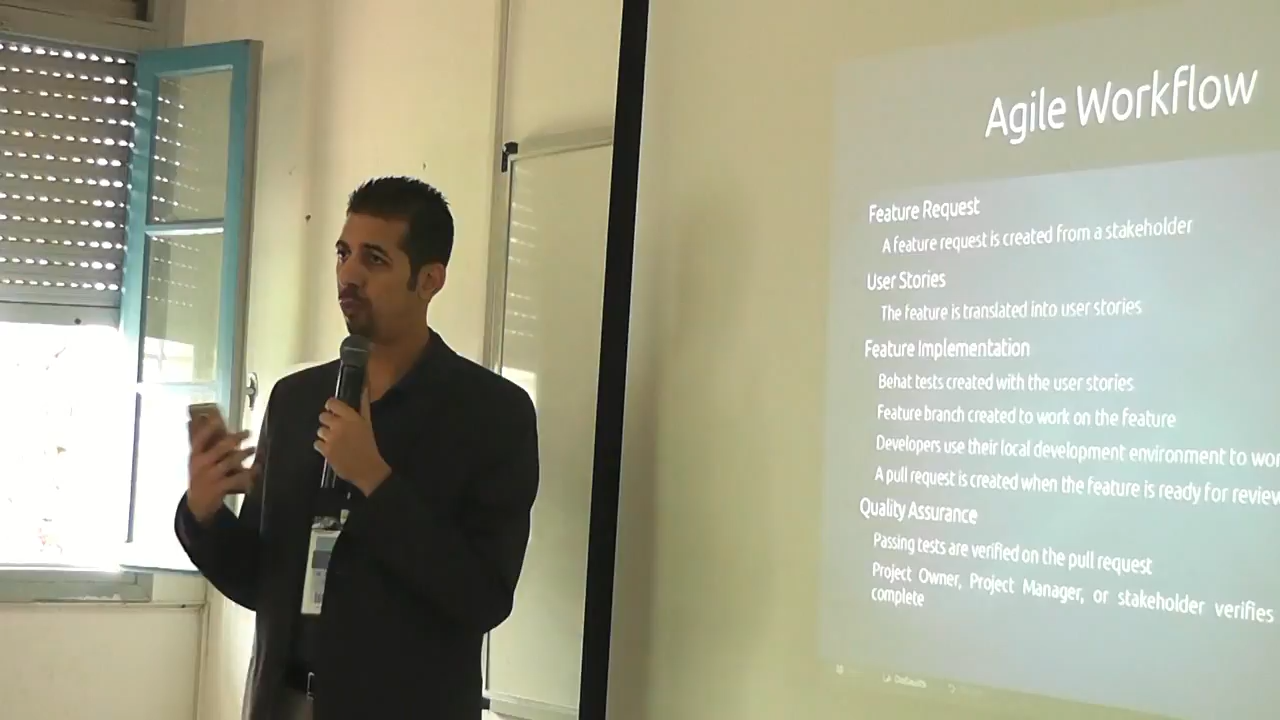 Agile Workflow
Feature Request
A feature request is created from a stakeholder
User Stories
The feature is translated into user stories
Feature Implementation
Behat tests created with the user stories
Feature branch created to work on the feature
Developers use their local development environment to wor
A pull request is created when the feature is ready for review
Quality Assurance
Passing tests are verified on the pull request
Project Owner, Project Manager, or stakeholder verifies
complete